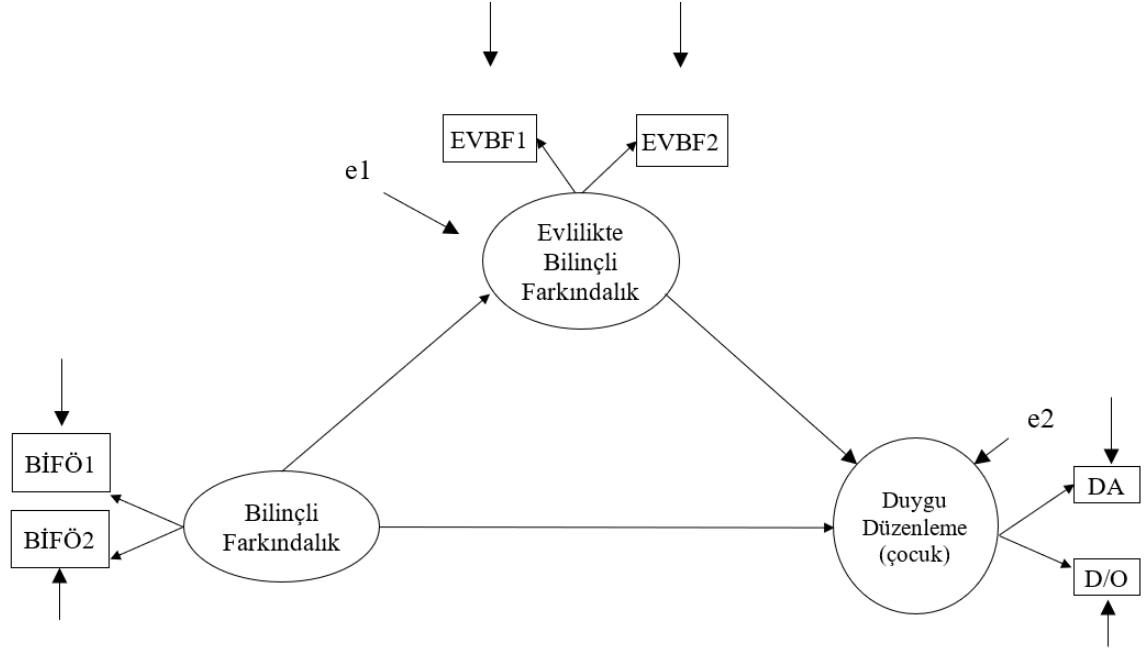 EVBF1
EVBF2
e1
Evlilikte
Bilinçli
Farkındalık
BİFÖ1
BİFÖ2
Bilinçli
Farkındalık
e2
Duygu
Düzenleme
(çocuk)
DA
D/O